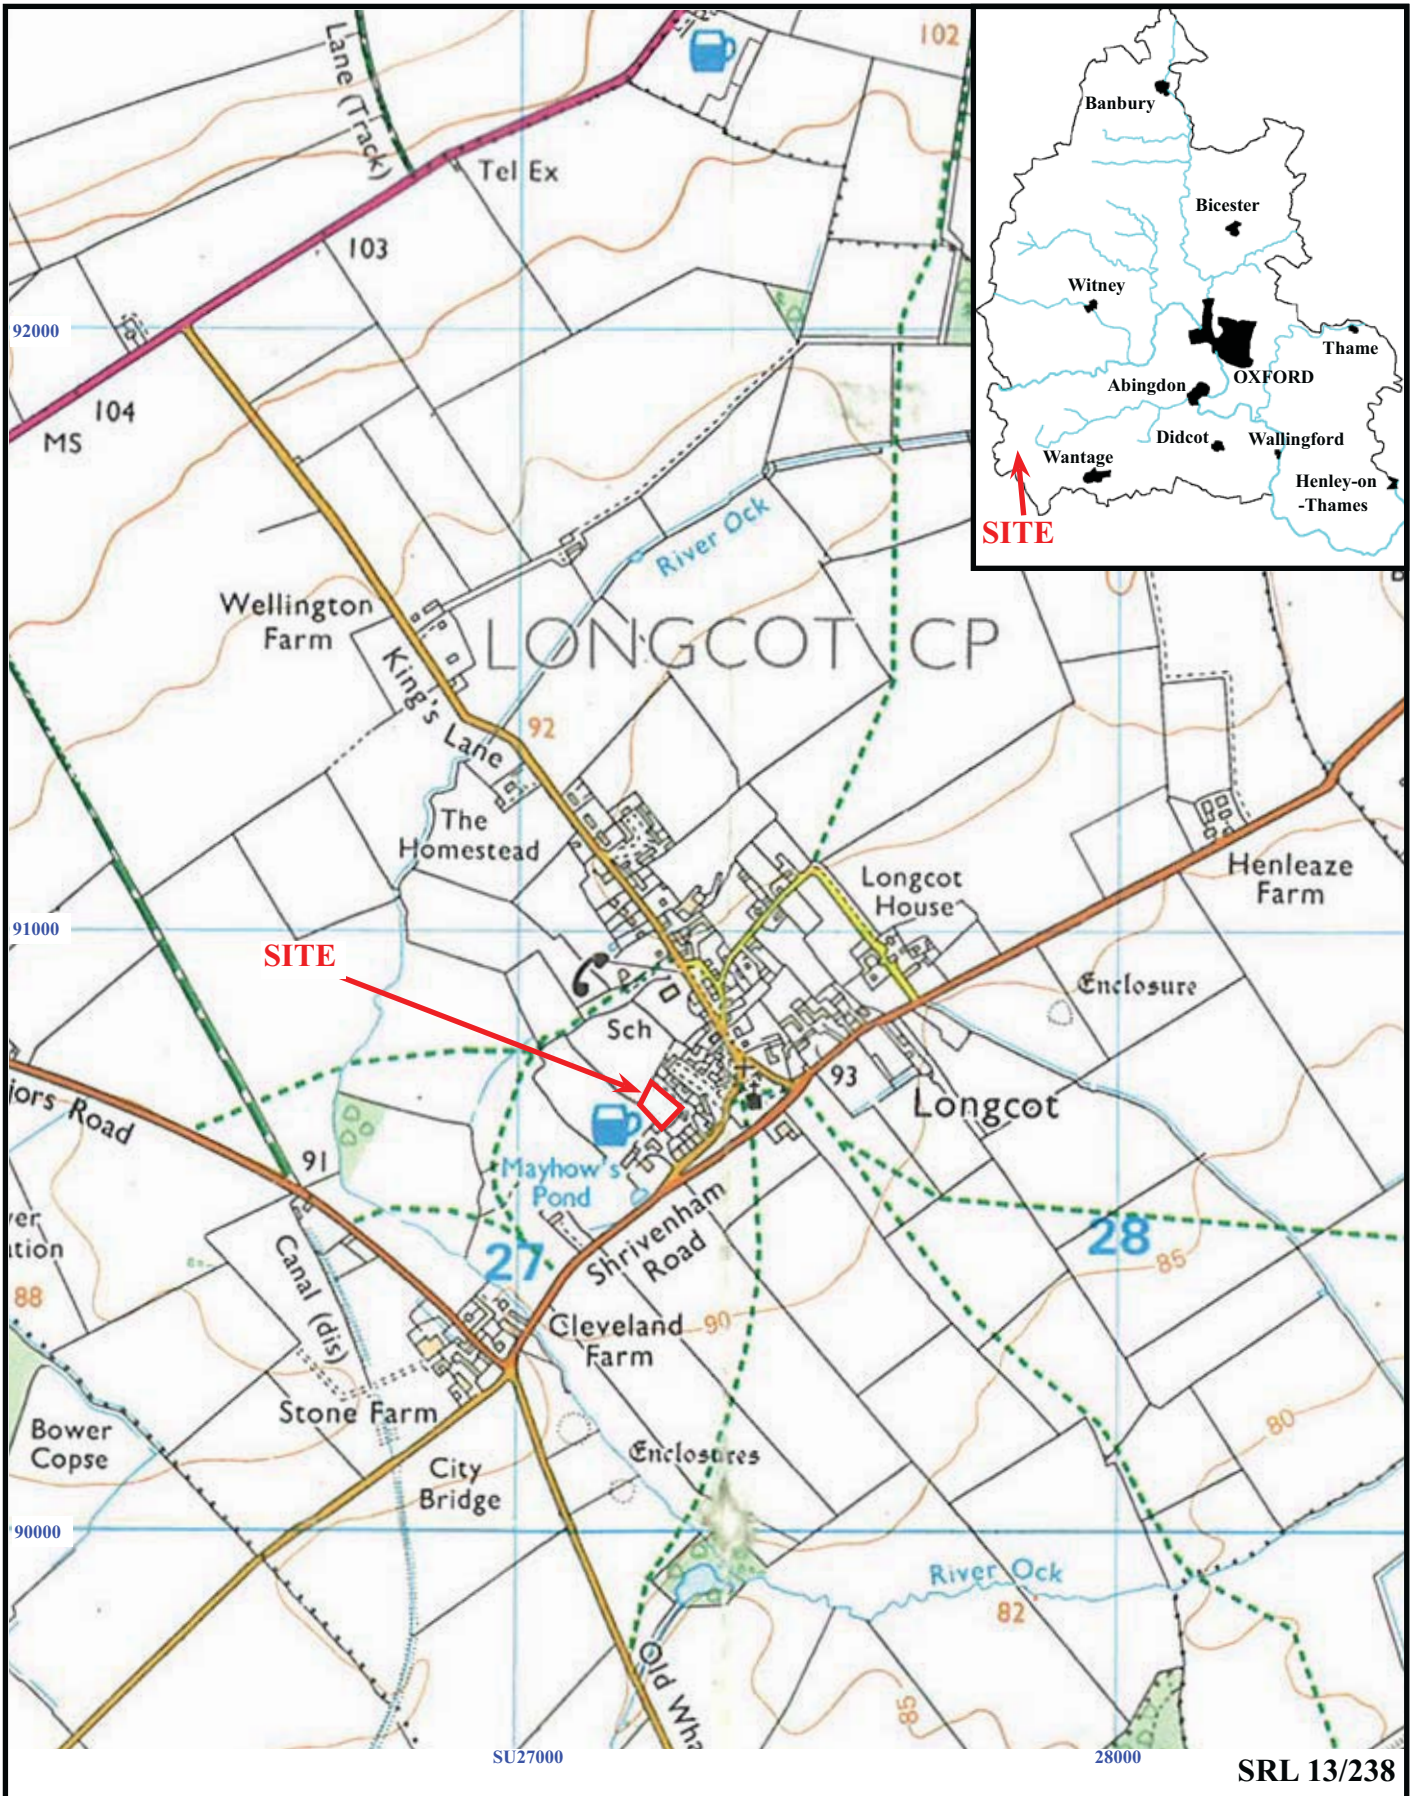 Lane (Track)
102
Banbury
Tel Ex
103
Bicester
Witney
92000
Thame
OXFORD
Abingdon
104
MS
Didcot
Wallingford
Wantage
Henley-on
-Thames
SITE
River Ock
Wellington
Farm
LONGCOT CP
King's Lane
92
The
Homestead
Longcot
House
Henleaze
Farm
91000
SITE
Enclosure
Sch
93
Longcot
jors Road
91
Mayhow's
Pond
Shrivenham
Road
28
27
85
Canal (dis)
88
Cleveland
Farm
90
Stone Farm
Bower
Copse
80
Enclosures
City
Bridge
90000
River Ock
82
Old Wha
85
SU27000
28000
SRL 13/238